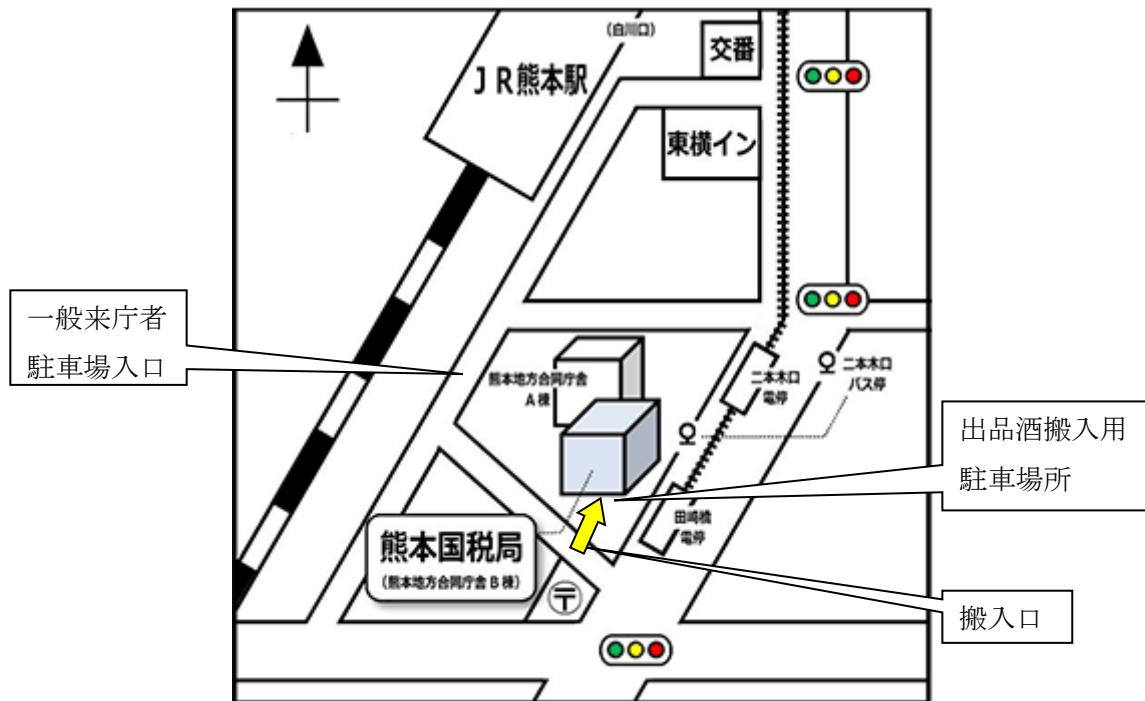 （白川口）
交番
ＪＲ熊本駅
東横イン
一般来庁者
駐車場入口
熊本地方合同庁舎
A棟
二本木口
電停
二本木口
バス停
出品酒搬入用
駐車場所
田崎橋
電停
熊本国税局
（熊本地方合同庁舎B棟）
〒
搬入口